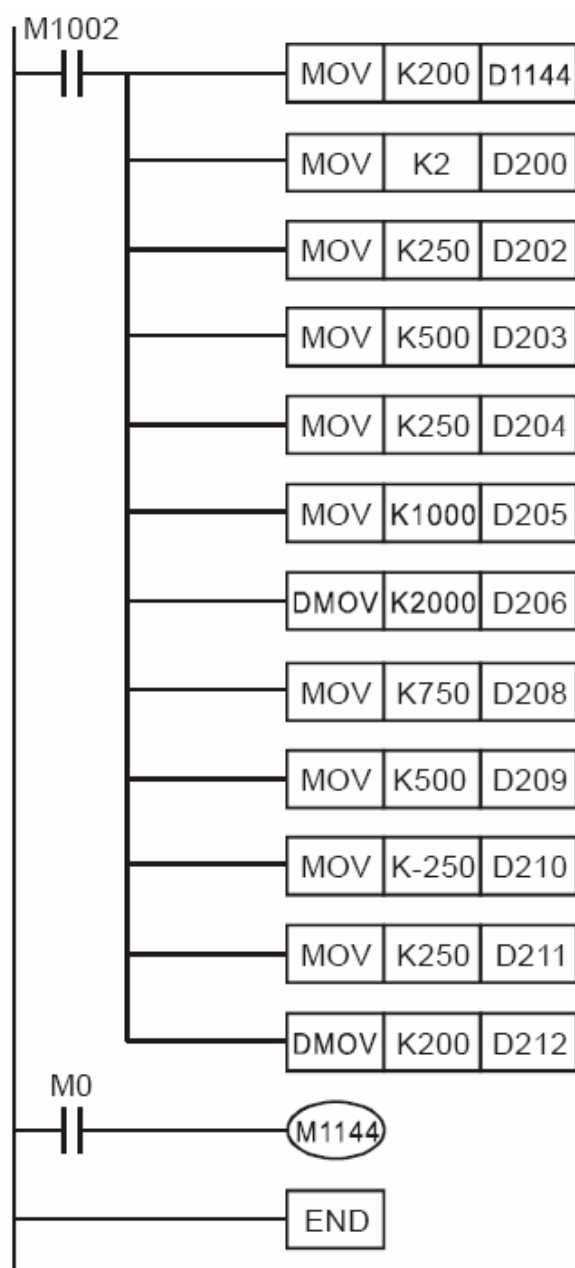 M1002
MOV K200 D1144
MOV K2 D200
MOV K250 D202
MOV K500 D203
MOV K250 D204
MOV K1000 D205
DMOV K2000 D206
MOV K750 D208
MOV K500 D209
MOV K-250 D210
MOV K250 D211
DMOV K200 D212
M0
M1144
END